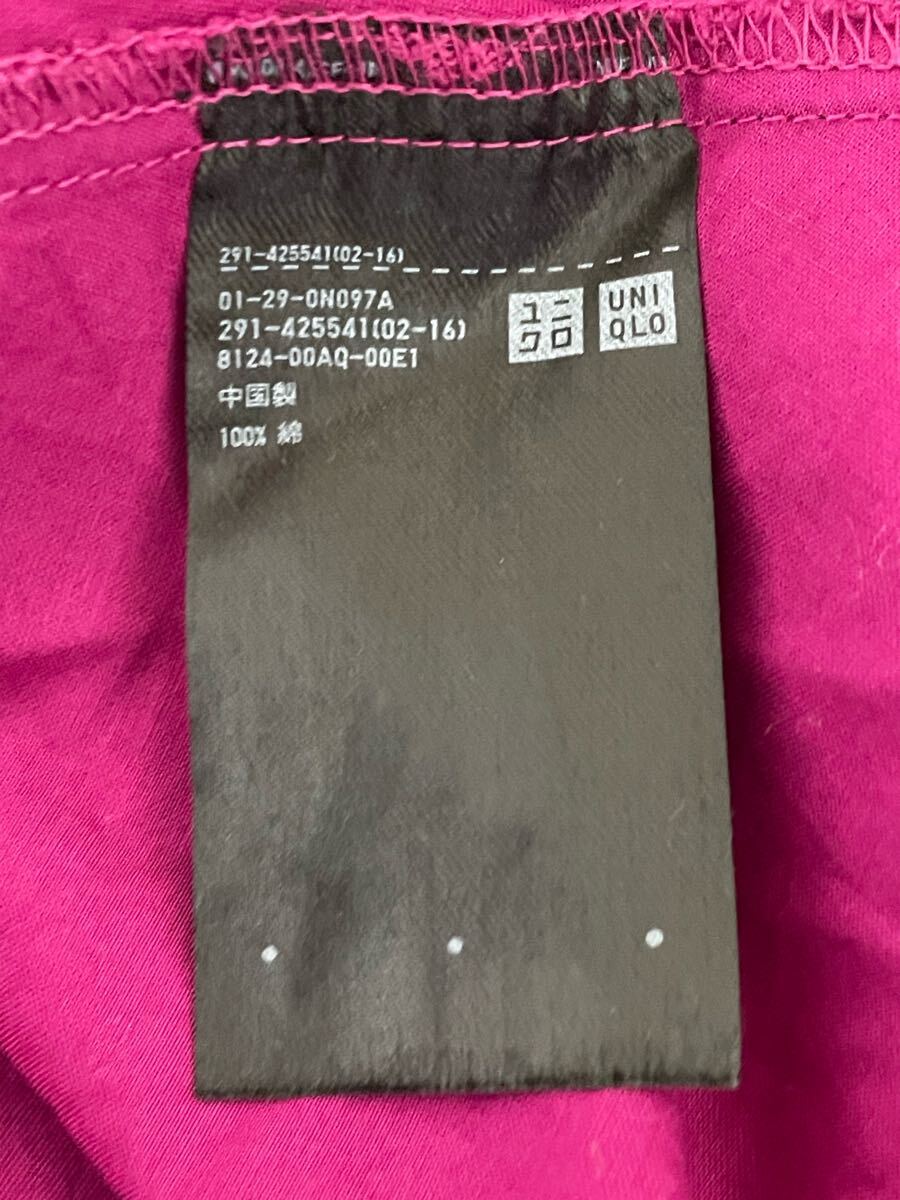 291-425541(02-16)
01-29-0N097A
291-425541(02-16)
8124-00AQ-00E1
中国製
100% 綿
ユニ
クロ
UNI
QLO